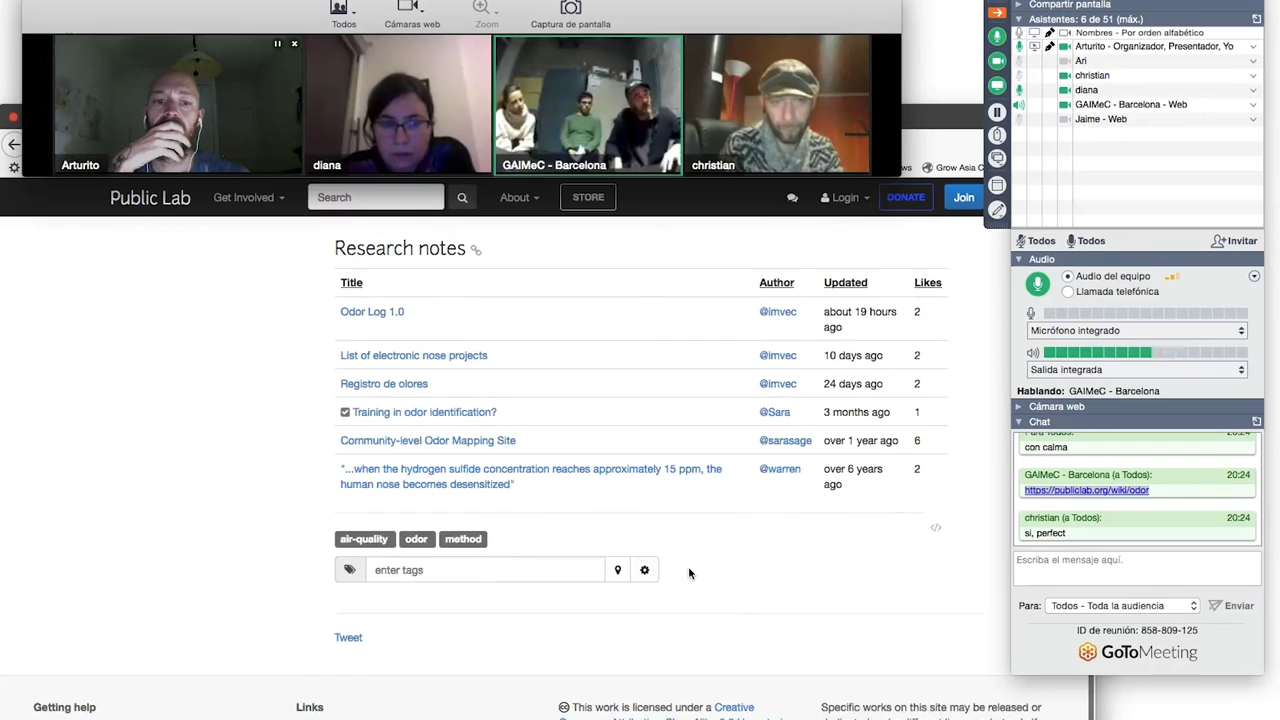 Todos
Cámaras web
Zoom
Captura de pantalla
Arturito
diana
GAIMeC - Barcelona
christian
Grow Asia C
Public Lab
Get Involved
Search
About
STORE
Login
DONATE
Join
Research notes
Title Author Updated Likes
Odor Log 1.0 @imvec about 19 hours ago 2
List of electronic nose projects @imvec 10 days ago 2
Registro de olores @imvec 24 days ago 2
Training in odor identification? @Sara 3 months ago 1
Community-level Odor Mapping Site @sarasage over 1 year ago 6
"...when the hydrogen sulfide concentration reaches approximately 15 ppm, the @warren over 6 years 2
human nose becomes desensitized" ago
</>
air-quality odor method
enter tags
Tweet
Getting help
Links
This work is licensed under a Creative
Specific works on this site may be released
Compartir pantalla
Asistentes: 6 de 51 (máx.)
Nombres - Por orden alfabético
Arturito - Organizador, Presentador, Yo
Ari
christian
diana
GAIMeC - Barcelona - Web
Jaime - Web
Todos Todos Invitar
Audio
Audio del equipo
Llamada telefónica
Micrófono integrado
Salida integrada
Hablando: GAIMeC - Barcelona
Cámara web
Chat
con calma
GAIMeC - Barcelona (a Todos): 20:24
https://publiclab.org/wiki/odor
christian (a Todos): 20:24
si, perfect
Escriba el mensaje aquí.
Para: Todos - Toda la audiencia Enviar
ID de reunión: 858-809-125
GoToMeeting